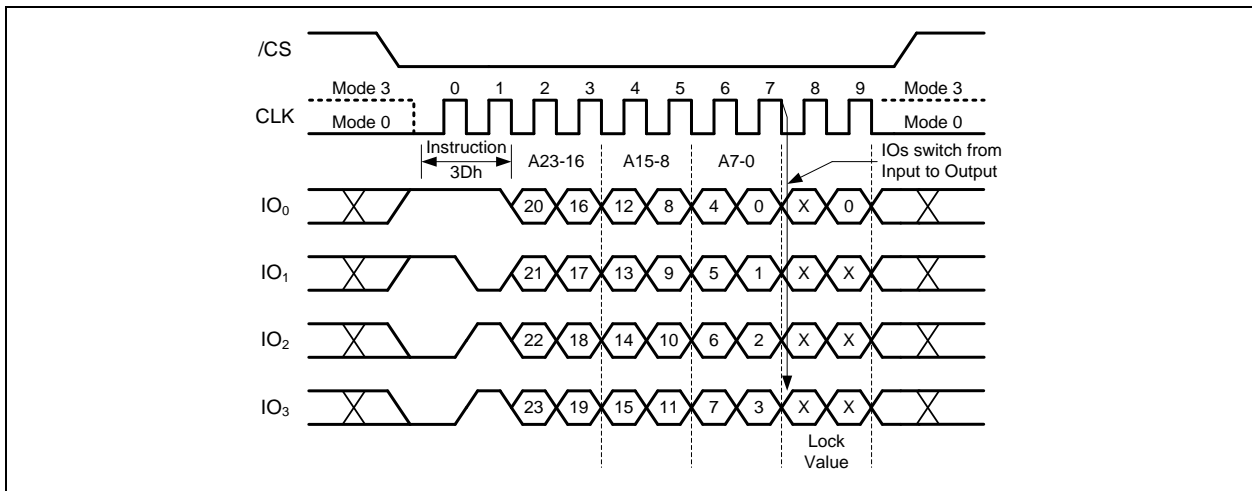 /CS
Mode 3 0 1 2 3 4 5 6 7 8 9 Mode 3
CLK
Mode 0 Mode 0
Instruction
3Dh
A23-16 A15-8 A7-0
IOs switch from
Input to Output
IO₀ 20 16 12 8 4 0 X 0
IO₁ 21 17 13 9 5 1 X X
IO₂ 22 18 14 10 6 2 X X
IO₃ 23 19 15 11 7 3 X X
Lock
Value